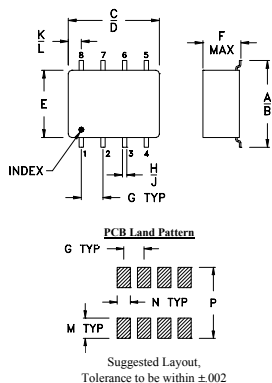 C
D
K
L
8 7 6 5
F
MAX
E
A
B
INDEX
1 2 3 4
H
J
G TYP
PCB Land Pattern
G TYP
N TYP
P
M TYP
Suggested Layout,
Tolerance to be within ±.002